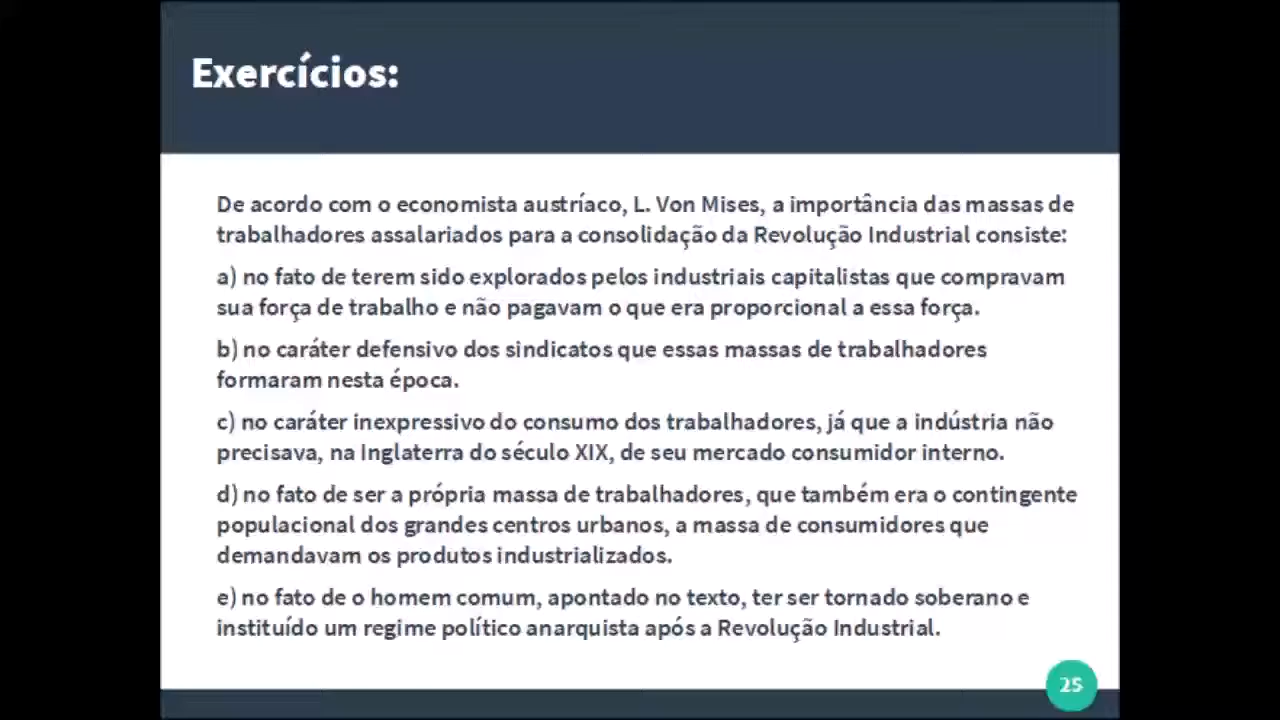 Exercícios:
De acordo com o economista austríaco, L. Von Mises, a importância das massas de
trabalhadores assalariados para a consolidação da Revolução Industrial consiste:
a) no fato de terem sido explorados pelos industriais capitalistas que compravam
sua força de trabalho e não pagavam o que era proporcional a essa força.
b) no caráter defensivo dos sindicatos que essas massas de trabalhadores
formaram nesta época.
c) no caráter inexpressivo do consumo dos trabalhadores, já que a indústria não
precisava, na Inglaterra do século XIX, de seu mercado consumidor interno.
d) no fato de ser a própria massa de trabalhadores, que também era o contingente
populacional dos grandes centros urbanos, a massa de consumidores que
demandavam os produtos industrializados.
e) no fato de o homem comum, apontado no texto, ter ser tornado soberano e
instituído um regime político anarquista após a Revolução Industrial.
25